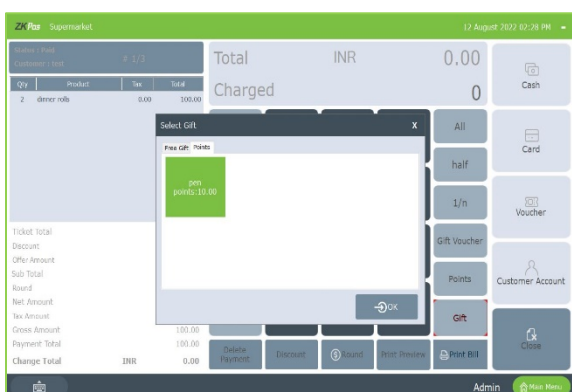 ZKPos Supermarket 12 August 2022 02:28 PM
Status : Paid
Customer : test
# 1/3
Qty Product Tax Total
2 dinner rolls 0.00 100.00
Total INR 0.00
Charged 0
Select Gift X
Free Gift Points
pen
points:10.00
OK
All
half
1/n
Gift Voucher
Points
Gift
Cash
Card
Voucher
Customer Account
Close
Ticket Total
Discount
Offer Amount
Sub Total
Round
Net Amount
Tax Amount
Gross Amount 100.00
Payment Total 100.00
Change Total INR 0.00
Delete
Payment
Discount
Round
Print Preview
Print Bill
Admin
Main Menu